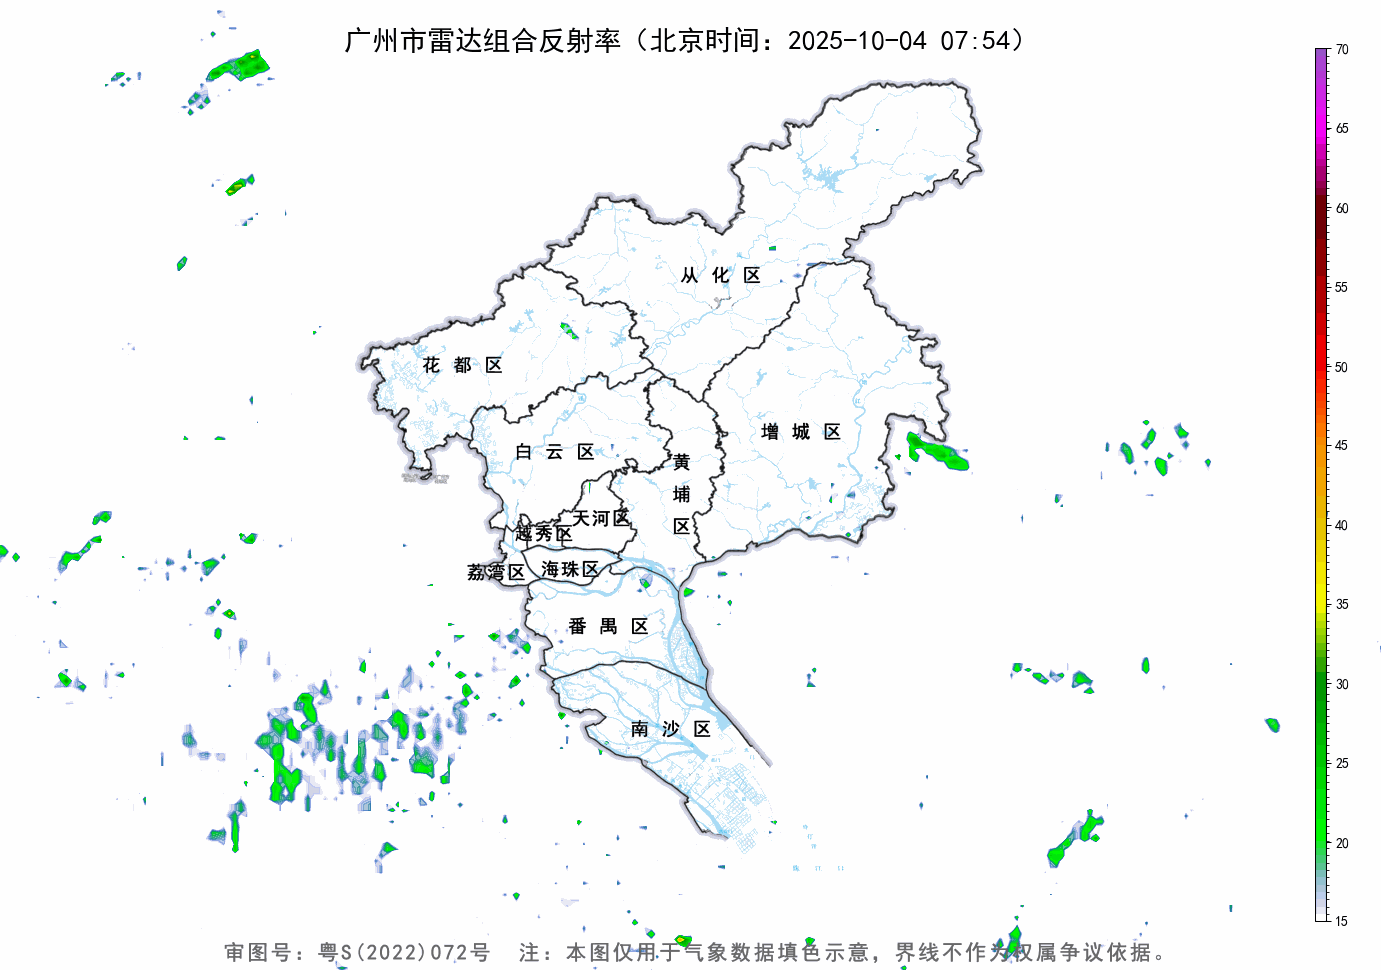 广州市雷达组合反射率（北京时间：2025-10-04 07:54）
70
65
60
55
50
45
40
35
30
25
20
15
从化区
花都区
增城区
白云区
黄埔区
天河区
越秀区
荔湾区
海珠区
番禺区
南沙区
审图号：粤S(2022)072号 注：本图仅用于气象数据填色示意，界线不作为权属争议依据。